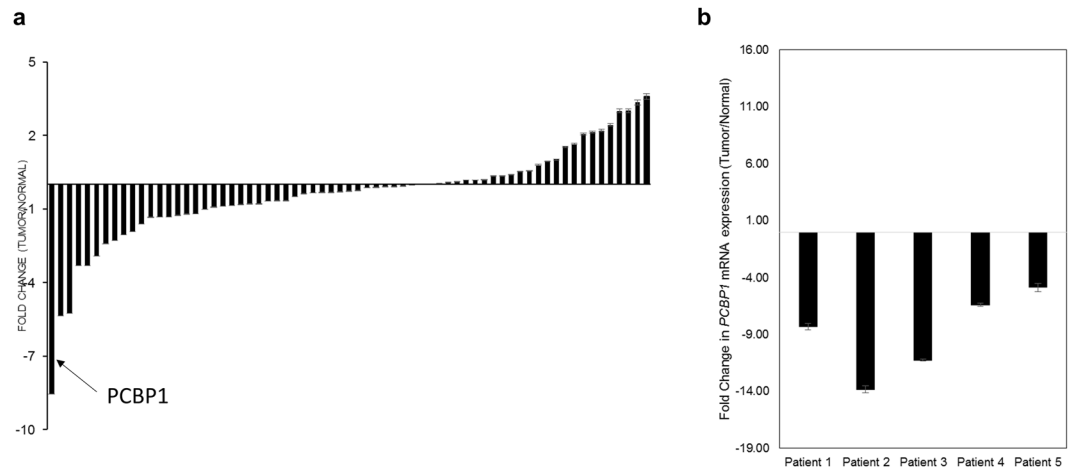 a
5
2
-1
-4
-7
-10
FOLD CHANGE (TUMOR/NORMAL)
PCBP1
b
16.00
11.00
6.00
1.00
-4.00
-9.00
-14.00
-19.00
Fold Change in PCBP1 mRNA expression (Tumor/Normal)
Patient 1 Patient 2 Patient 3 Patient 4 Patient 5